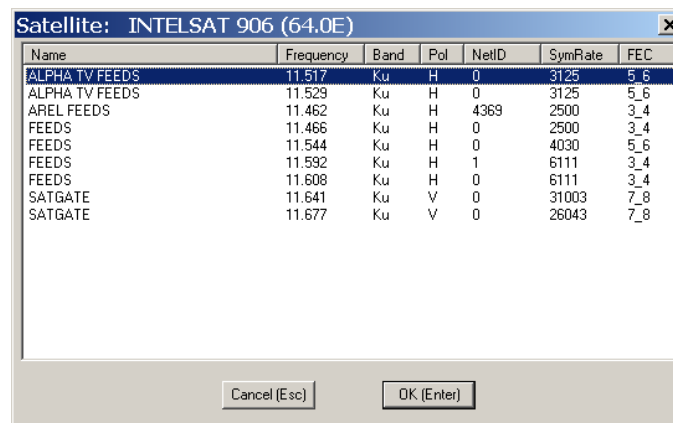 Satellite: INTELSAT 906 (64.0E)
Name Frequency Band Pol NetID SymRate FEC
ALPHA TV FEEDS 11.517 Ku H 0 3125 5_6
ALPHA TV FEEDS 11.529 Ku H 0 3125 5_6
AREL FEEDS 11.462 Ku H 4369 2500 3_4
FEEDS 11.466 Ku H 0 2500 3_4
FEEDS 11.544 Ku H 0 4030 5_6
FEEDS 11.592 Ku H 1 6111 3_4
FEEDS 11.608 Ku H 0 6111 3_4
SATGATE 11.641 Ku V 0 31003 7_8
SATGATE 11.677 Ku V 0 26043 7_8
Cancel (Esc) OK (Enter)